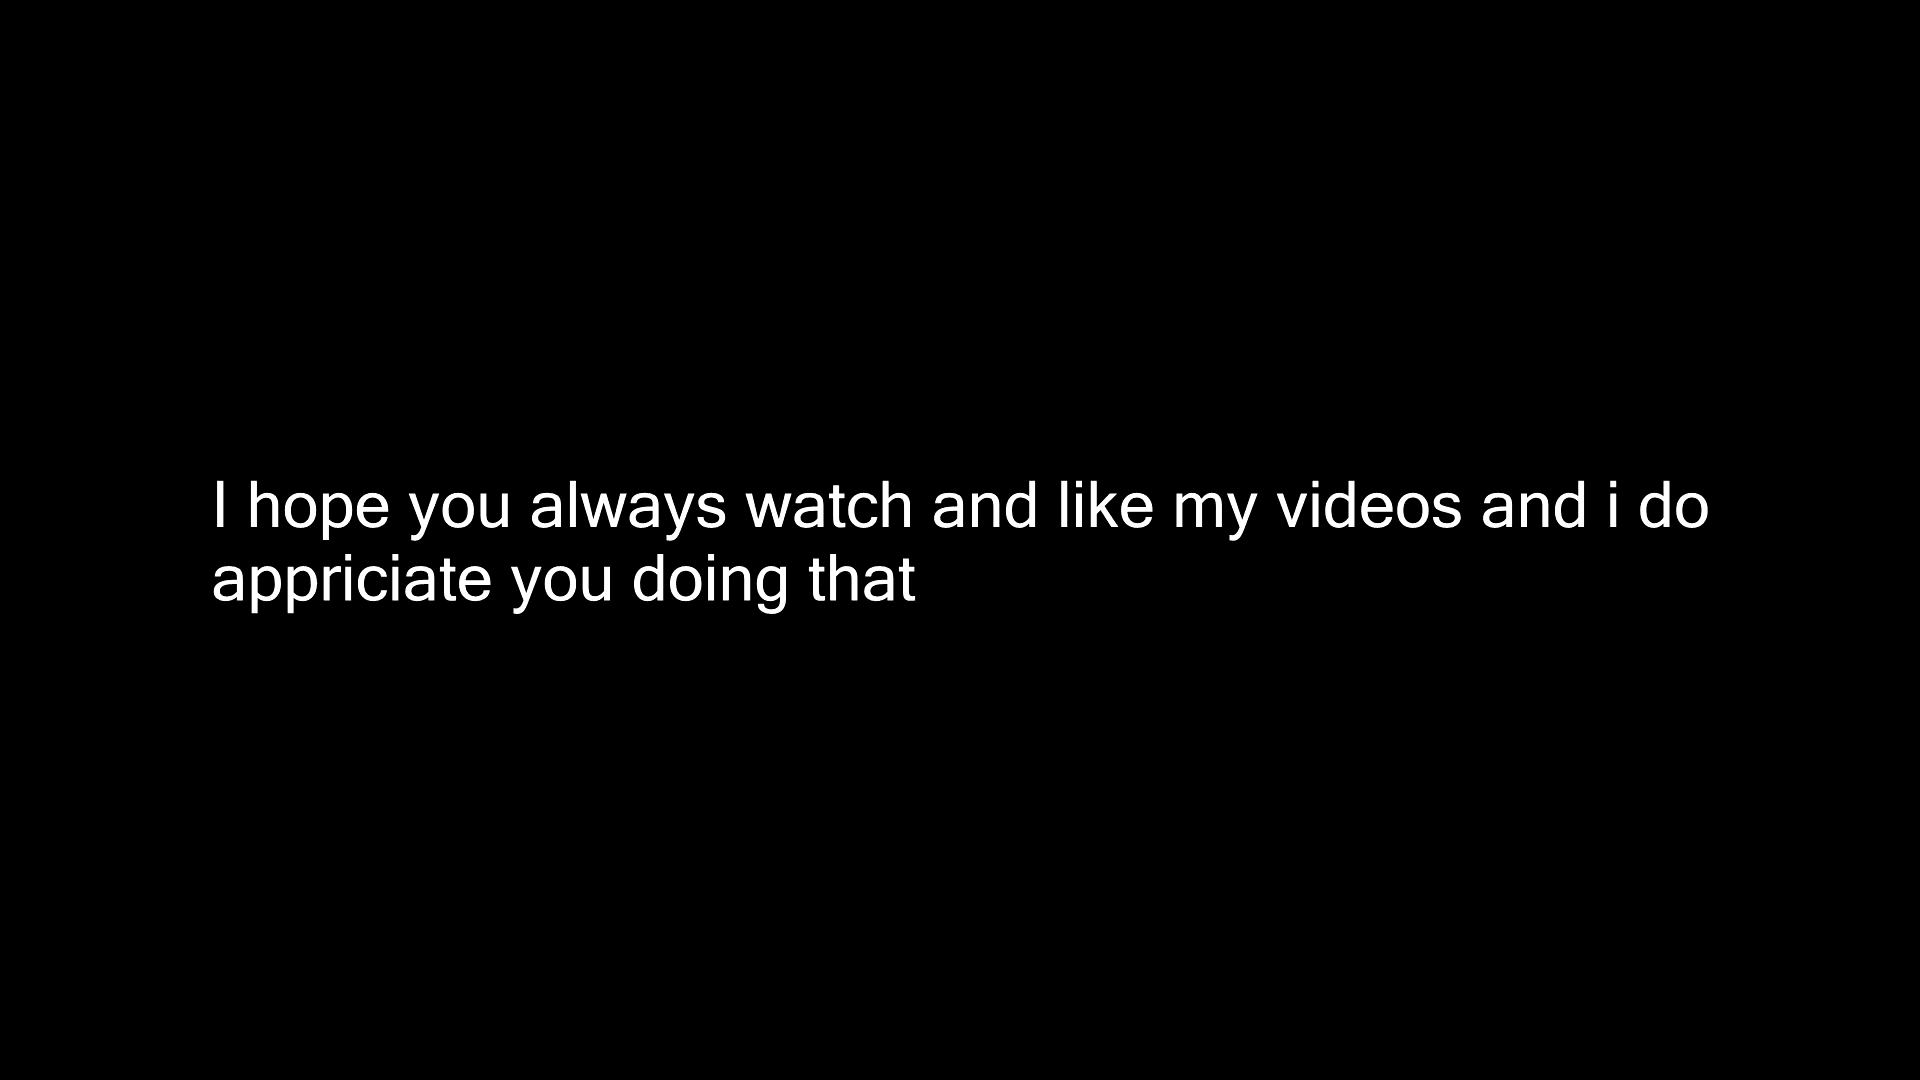 I hope you always watch and like my videos and i do
appriciate you doing that